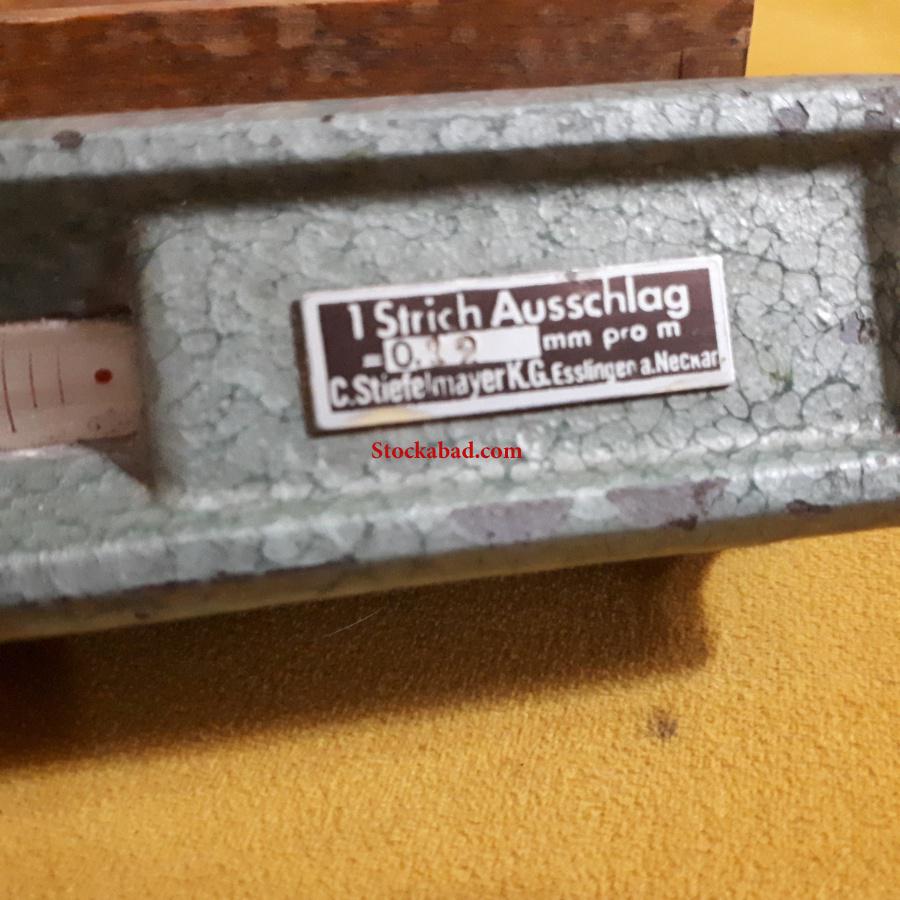 1 Strich Ausschlag
= mm pro m
C. Stiefelmayer K.G. Esslingen a. Neckar
Stockabad.com